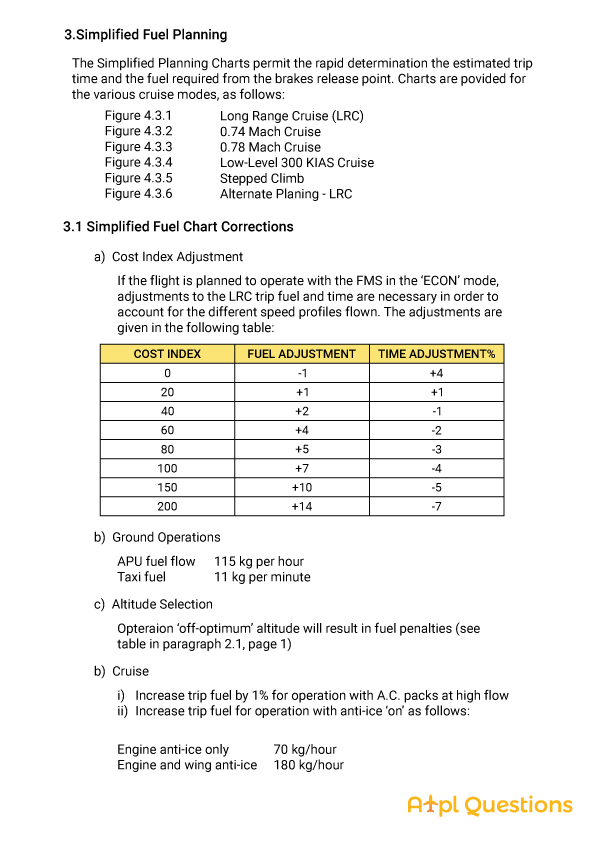 3.Simplified Fuel Planning
The Simplified Planning Charts permit the rapid determination the estimated trip
time and the fuel required from the brakes release point. Charts are povided for
the various cruise modes, as follows:
Figure 4.3.1 Long Range Cruise (LRC)
Figure 4.3.2 0.74 Mach Cruise
Figure 4.3.3 0.78 Mach Cruise
Figure 4.3.4 Low-Level 300 KIAS Cruise
Figure 4.3.5 Stepped Climb
Figure 4.3.6 Alternate Planing - LRC
3.1 Simplified Fuel Chart Corrections
a) Cost Index Adjustment
If the flight is planned to operate with the FMS in the ‘ECON’ mode,
adjustments to the LRC trip fuel and time are necessary in order to
account for the different speed profiles flown. The adjustments are
given in the following table:
COST INDEX FUEL ADJUSTMENT TIME ADJUSTMENT%
0 -1 +4
20 +1 +1
40 +2 -1
60 +4 -2
80 +5 -3
100 +7 -4
150 +10 -5
200 +14 -7
b) Ground Operations
APU fuel flow 115 kg per hour
Taxi fuel 11 kg per minute
c) Altitude Selection
Opteraion ‘off-optimum’ altitude will result in fuel penalties (see
table in paragraph 2.1, page 1)
b) Cruise
i) Increase trip fuel by 1% for operation with A.C. packs at high flow
ii) Increase trip fuel for operation with anti-ice ‘on’ as follows:
Engine anti-ice only 70 kg/hour
Engine and wing anti-ice 180 kg/hour
Atpl Questions